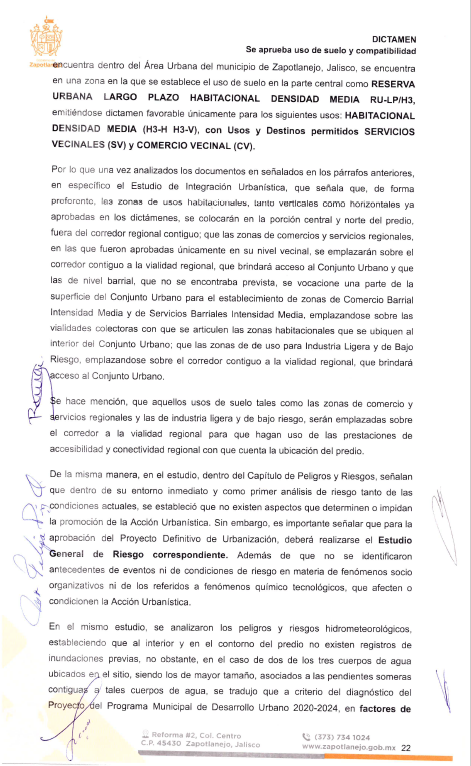 DICTAMEN
Se aprueba uso de suelo y compatibilidad
Zapotlanejo
encuentra dentro del Área Urbana del municipio de Zapotlanejo, Jalisco, se encuentra
en una zona en la que se establece el uso de suelo en la parte central como RESERVA
URBANA LARGO PLAZO HABITACIONAL DENSIDAD MEDIA RU-LP/H3,
emitiéndose dictamen favorable únicamente para los siguientes usos: HABITACIONAL
DENSIDAD MEDIA (H3-H H3-V), con Usos y Destinos permitidos SERVICIOS
VECINALES (SV) y COMERCIO VECINAL (CV).
Por lo que una vez analizados los documentos en señalados en los párrafos anteriores,
en específico el Estudio de Integración Urbanística, que señala que, de forma
preferente, las zonas de usos habitacionales, tanto verticales como horizontales ya
aprobadas en los dictámenes, se colocarán en la porción central y norte del predio,
fuera del corredor regional contiguo; que las zonas de comercios y servicios regionales,
en las que fueron aprobadas únicamente en su nivel vecinal, se emplazarán sobre el
corredor contiguo a la vialidad regional, que brindará acceso al Conjunto Urbano y que
las de nivel barrial, que no se encontraba prevista, se vocacione una parte de la
superficie del Conjunto Urbano para el establecimiento de zonas de Comercio Barrial
Intensidad Media y de Servicios Barriales Intensidad Media, emplazandose sobre las
vialidades colectoras con que se articulen las zonas habitacionales que se ubiquen al
interior del Conjunto Urbano; que las zonas de de uso para Industria Ligera y de Bajo
Riesgo, emplazandose sobre el corredor contiguo a la vialidad regional, que brindará
acceso al Conjunto Urbano.
Se hace mención, que aquellos usos de suelo tales como las zonas de comercio y
servicios regionales y las de industria ligera y de bajo riesgo, serán emplazadas sobre
el corredor a la vialidad regional para que hagan uso de las prestaciones de
accesibilidad y conectividad regional con que cuenta la ubicación del predio.
De la misma manera, en el estudio, dentro del Capítulo de Peligros y Riesgos, señalan
que dentro de su entorno inmediato y como primer análisis de riesgo tanto de las
condiciones actuales, se estableció que no existen aspectos que determinen o impidan
la promoción de la Acción Urbanística. Sin embargo, es importante señalar que para la
aprobación del Proyecto Definitivo de Urbanización, deberá realizarse el Estudio
General de Riesgo correspondiente. Además de que no se identificaron
antecedentes de eventos ni de condiciones de riesgo en materia de fenómenos socio
organizativos ni de los referidos a fenómenos químico tecnológicos, que afecten o
condicionen la Acción Urbanística.
En el mismo estudio, se analizaron los peligros y riesgos hidrometeorológicos,
estableciendo que al interior y en el contorno del predio no existen registros de
inundaciones previas, no obstante, en el caso de dos de los tres cuerpos de agua
ubicados en el sitio, siendo los de mayor tamaño, asociados a las pendientes someras
contiguas a tales cuerpos de agua, se tradujo que a criterio del diagnóstico del
Proyecto del Programa Municipal de Desarrollo Urbano 2020-2024, en factores de
Reforma #2, Col. Centro
C.P. 45430 Zapotlanejo, Jalisco
(373) 734 1024
www.zapotlanejo.gob.mx 22